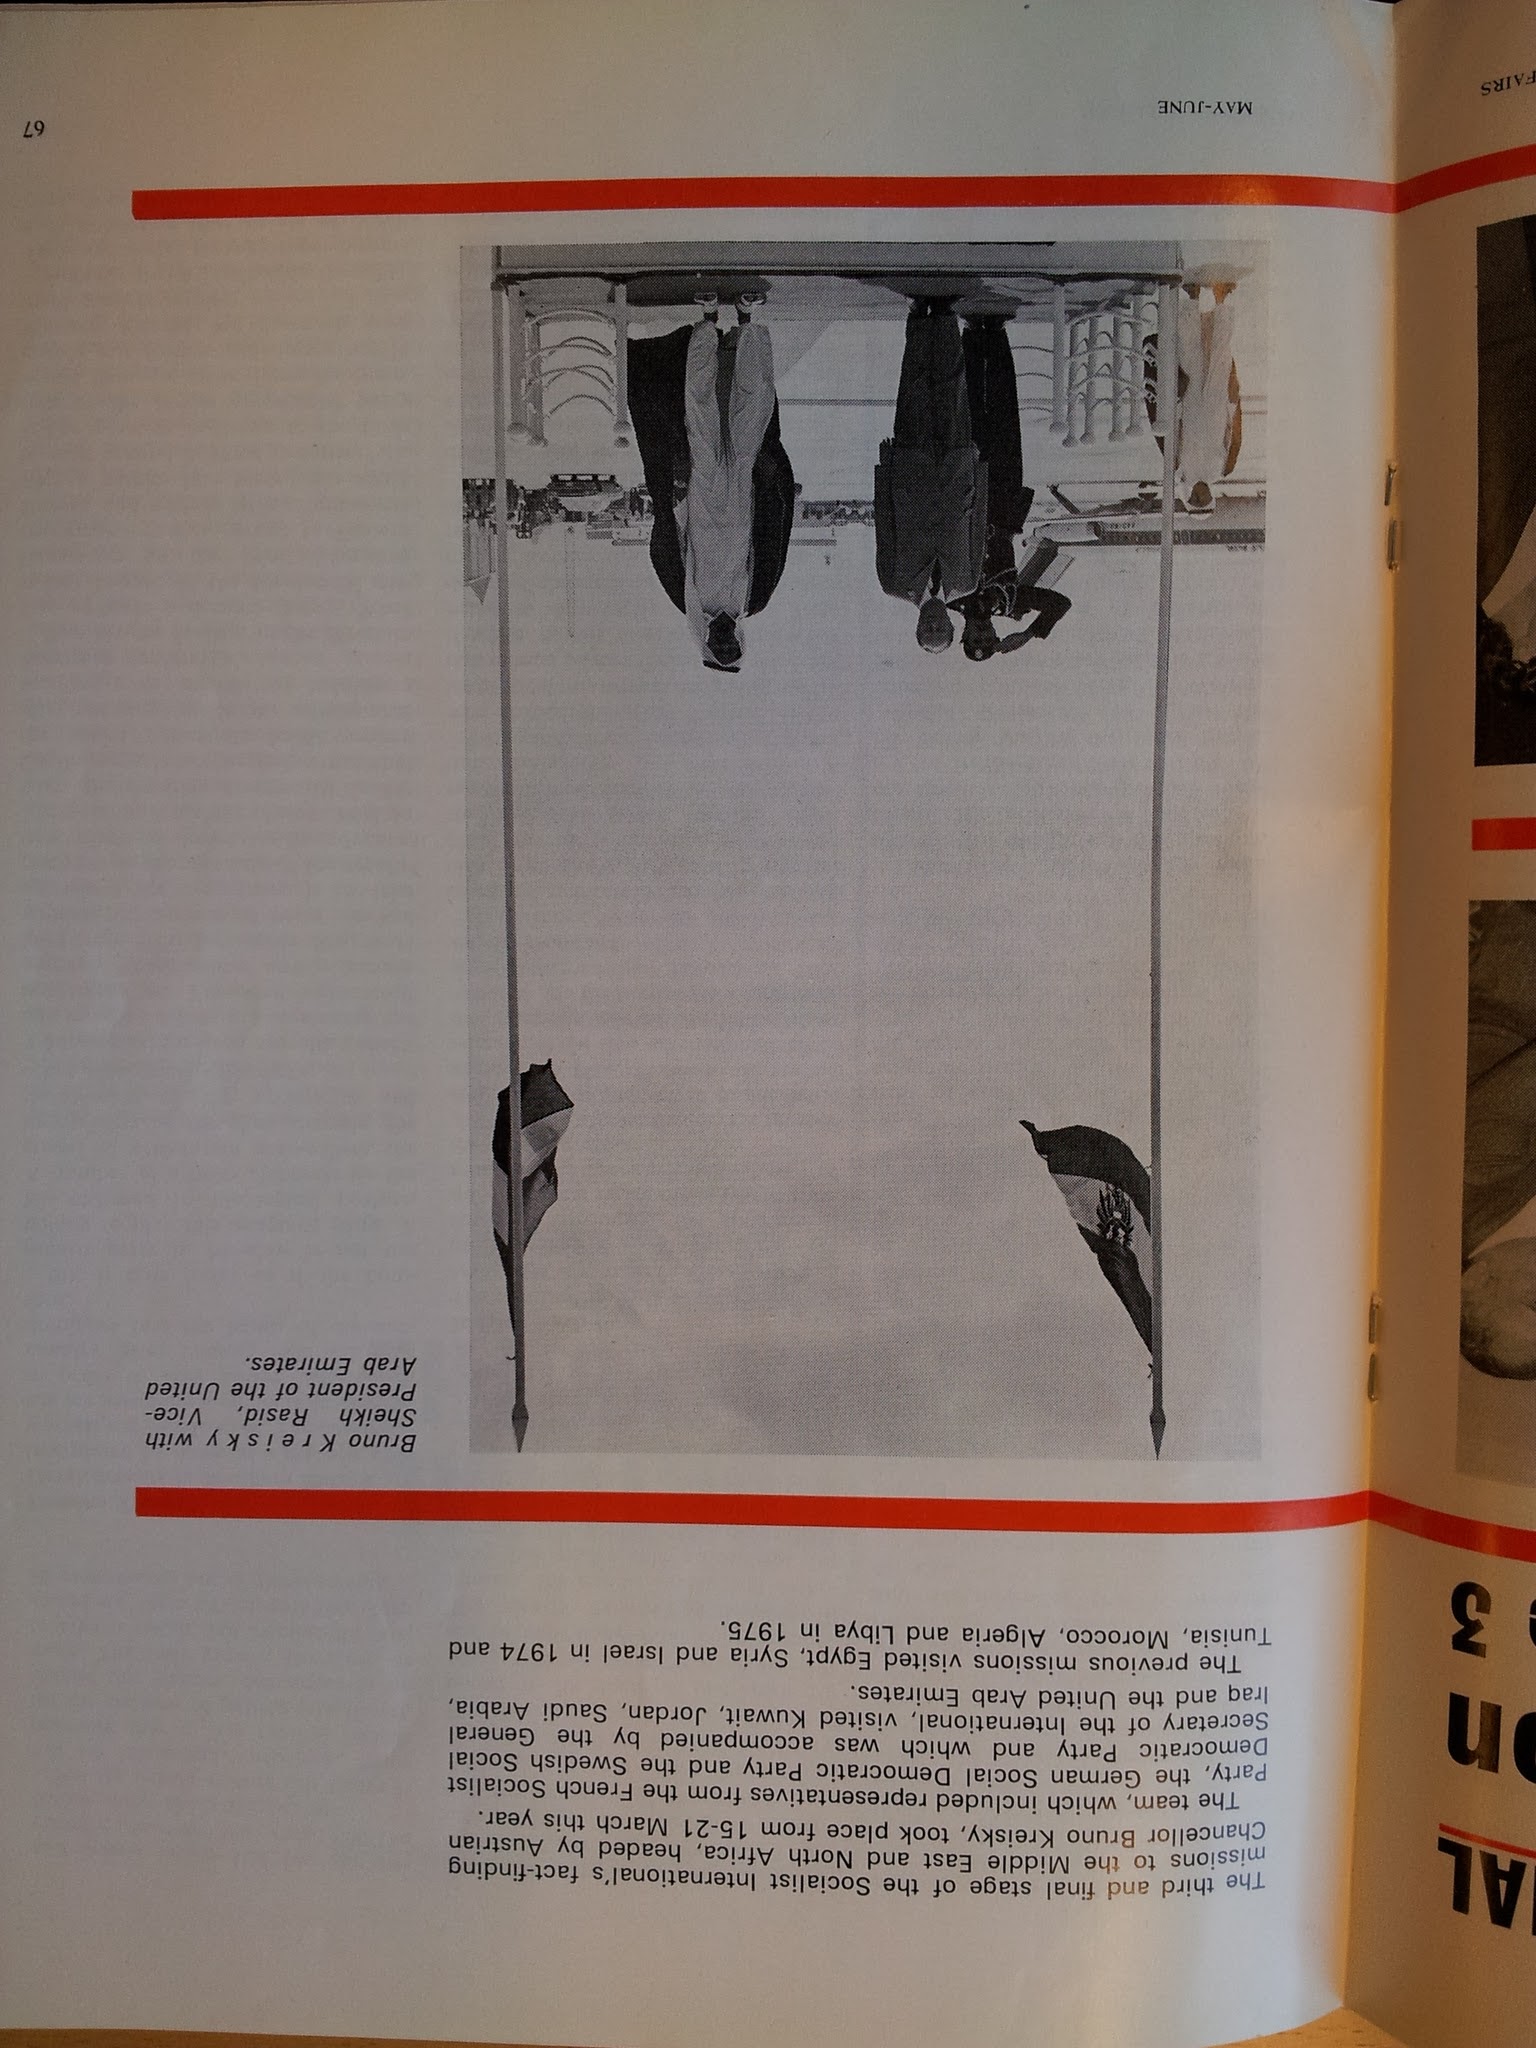 IAL
on
e 3
The third and final stage of the Socialist International's fact-finding
missions to the Middle East and North Africa, headed by Austrian
Chancellor Bruno Kreisky, took place from 15-21 March this year.
The team, which included representatives from the French Socialist
Party, the German Social Democratic Party and the Swedish Social
Democratic Party and which was accompanied by the General
Secretary of the International, visited Kuwait, Jordan, Saudi Arabia,
Iraq and the United Arab Emirates.
The previous missions visited Egypt, Syria and Israel in 1974 and
Tunisia, Morocco, Algeria and Libya in 1975.
Bruno Kreisky with
Sheikh Rasid, Vice-
President of the United
Arab Emirates.
FAIRS
MAY-JUNE
67